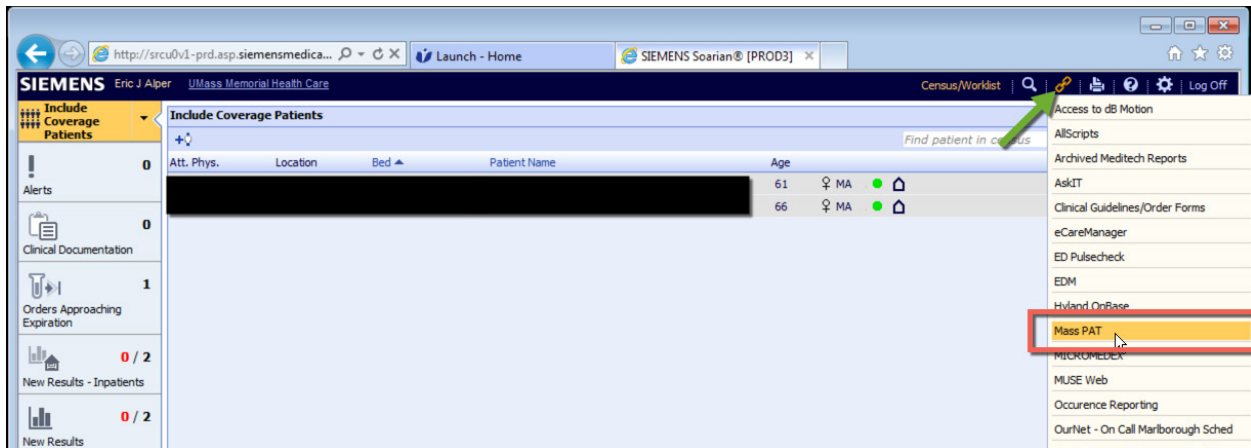 http://srcu0v1-prd.asp.siemensmedica...
Launch - Home
SIEMENS Soarian® [PROD3]
SIEMENS Eric J Alper UMass Memorial Health Care
Census/Worklist
Log Off
Include
Coverage
Patients
Include Coverage Patients
Find patient in census
Att. Phys. Location Bed Patient Name Age
61 MA
66 MA
0
Alerts
0
Clinical Documentation
1
Orders Approaching
Expiration
0 / 2
New Results - Inpatients
0 / 2
New Results
Access to dB Motion
AllScripts
Archived Meditech Reports
AskIT
Clinical Guidelines/Order Forms
eCareManager
ED Pulsecheck
EDM
Hyland OnBase
Mass PAT
MICROMEDEX
MUSE Web
Occurence Reporting
OurNet - On Call Marlborough Sched